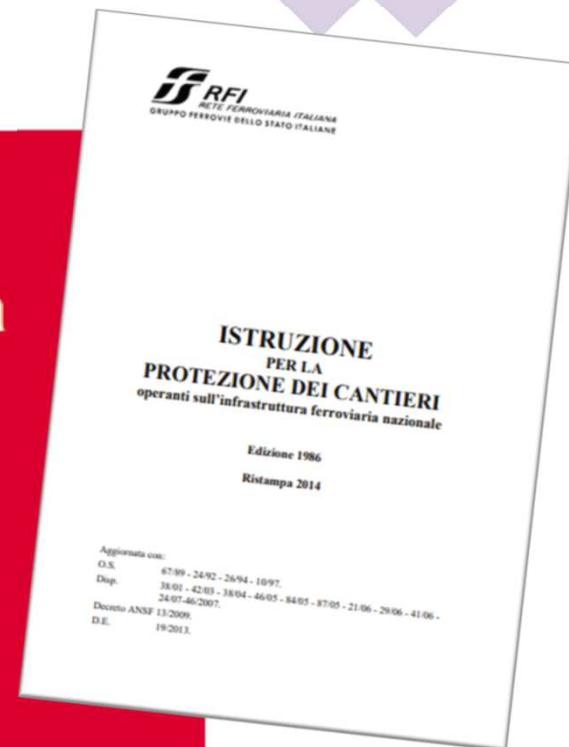 RFI
RETE FERROVIARIA ITALIANA
GRUPPO FERROVIE DELLO STATO ITALIANE
ISTRUZIONE
PER LA
PROTEZIONE DEI CANTIERI
operanti sull'infrastruttura ferroviaria nazionale
Edizione 1986
Ristampa 2014
Aggiornata con:
O.S. 67/89 - 24/92 - 26/94 - 10/97.
Disp. 38/01 - 42/03 - 38/04 - 46/05 - 84/05 - 87/05 - 21/06 - 29/06 - 41/06 -
24/07-46/2007.
Decreto ANSF 13/2009.
D.E. 19/2013.